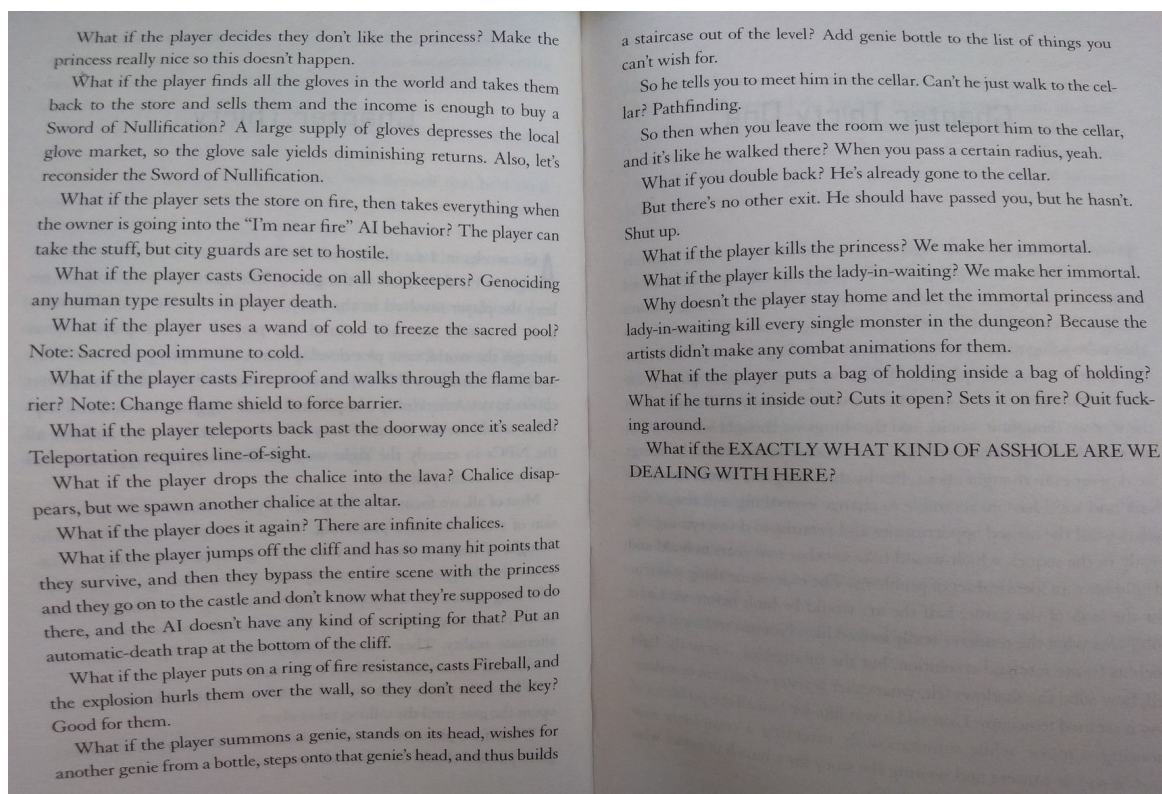 What if the player decides they don't like the princess? Make the
princess really nice so this doesn't happen.
What if the player finds all the gloves in the world and takes them
back to the store and sells them and the income is enough to buy a
Sword of Nullification? A large supply of gloves depresses the local
glove market, so the glove sale yields diminishing returns. Also, let's
reconsider the Sword of Nullification.
What if the player sets the store on fire, then takes everything when
the owner is going into the “I'm near fire” AI behavior? The player can
take the stuff, but city guards are set to hostile.
What if the player casts Genocide on all shopkeepers? Genociding
any human type results in player death.
What if the player uses a wand of cold to freeze the sacred pool?
Note: Sacred pool immune to cold.
What if the player casts Fireproof and walks through the flame bar-
rier? Note: Change flame shield to force barrier.
What if the player teleports back past the doorway once it's sealed?
Teleportation requires line-of-sight.
What if the player drops the chalice into the lava? Chalice disap-
pears, but we spawn another chalice at the altar.
What if the player does it again? There are infinite chalices.
What if the player jumps off the cliff and has so many hit points that
they survive, and then they bypass the entire scene with the princess
and they go on to the castle and don't know what they're supposed to do
there, and the AI doesn't have any kind of scripting for that? Put an
automatic-death trap at the bottom of the cliff.
What if the player puts on a ring of fire resistance, casts Fireball, and
the explosion hurls them over the wall, so they don't need the key?
Good for them.
What if the player summons a genie, stands on its head, wishes for
another genie from a bottle, steps onto that genie's head, and thus builds
a staircase out of the level? Add genie bottle to the list of things you
can't wish for.
So he tells you to meet him in the cellar. Can't he just walk to the cel-
lar? Pathfinding.
So then when you leave the room we just teleport him to the cellar,
and it's like he walked there? When you pass a certain radius, yeah.
What if you double back? He's already gone to the cellar.
But there's no other exit. He should have passed you, but he hasn't.
Shut up.
What if the player kills the princess? We make her immortal.
What if the player kills the lady-in-waiting? We make her immortal.
Why doesn't the player stay home and let the immortal princess and
lady-in-waiting kill every single monster in the dungeon? Because the
artists didn't make any combat animations for them.
What if the player puts a bag of holding inside a bag of holding?
What if he turns it inside out? Cuts it open? Sets it on fire? Quit fuck-
ing around.
What if the EXACTLY WHAT KIND OF ASSHOLE ARE WE
DEALING WITH HERE?